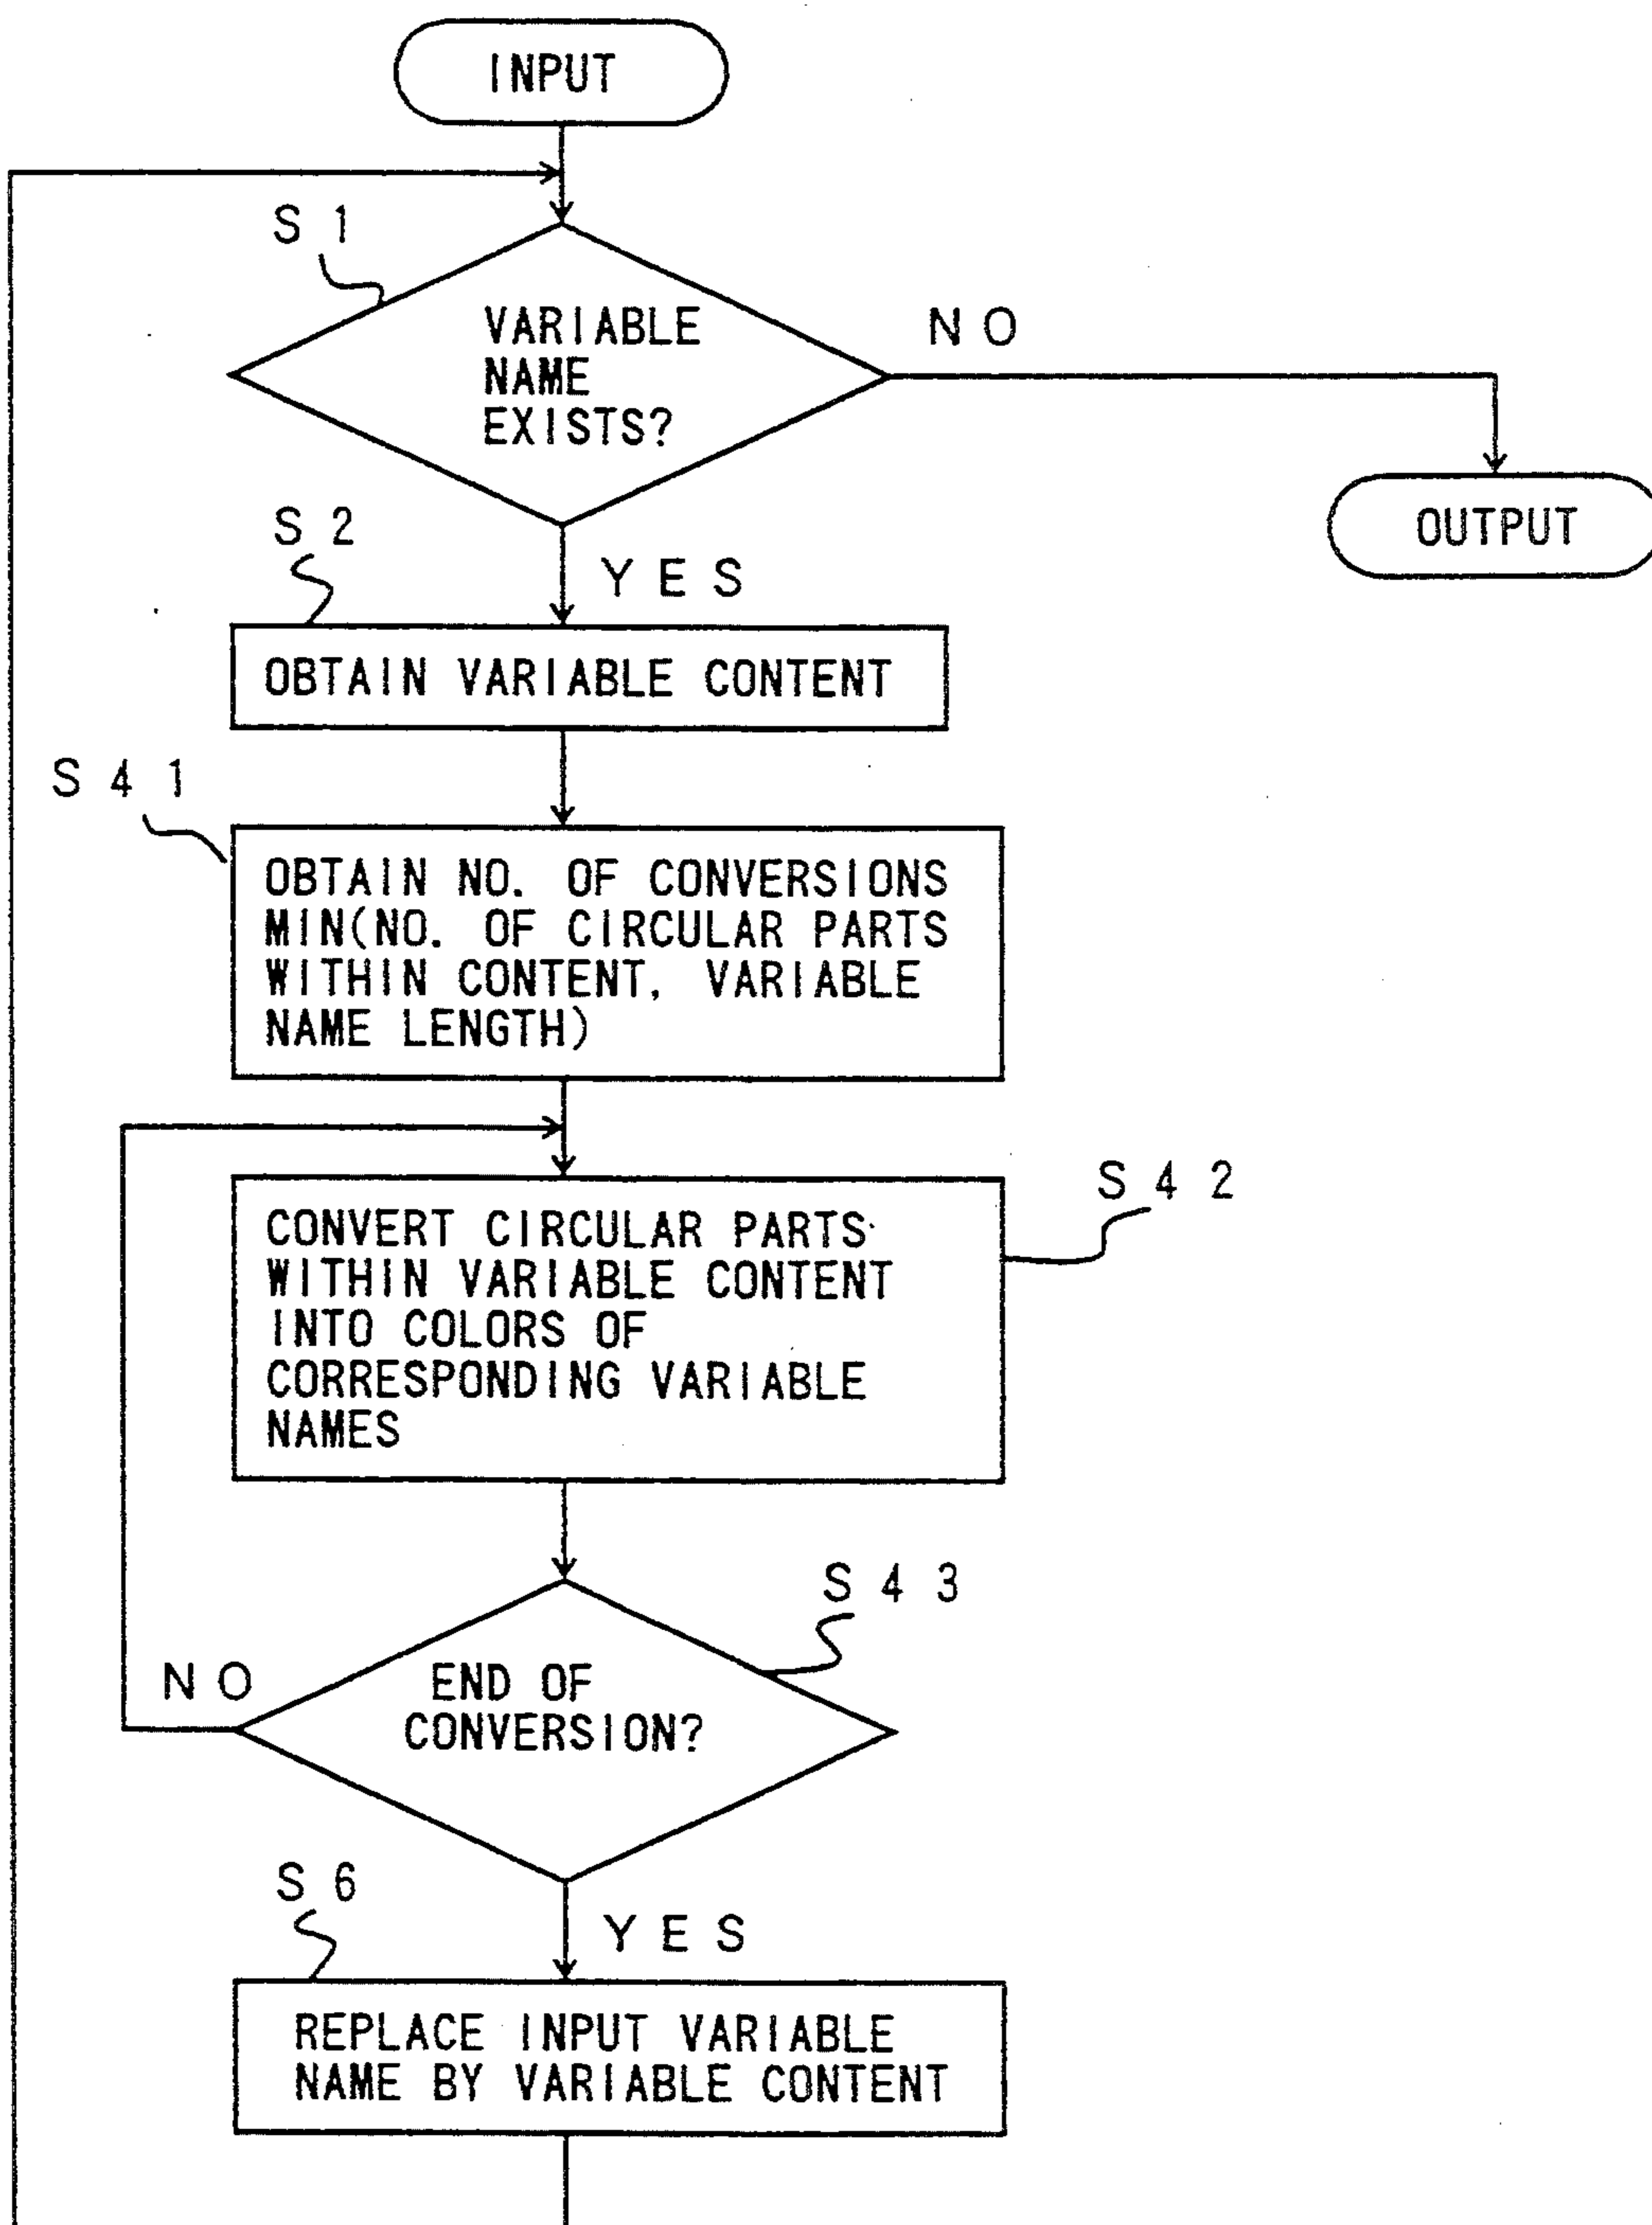 INPUT
S 1
VARIABLE
NAME
EXISTS?
N O
OUTPUT
S 2
Y E S
OBTAIN VARIABLE CONTENT
S 4 1
OBTAIN NO. OF CONVERSIONS
MIN(NO. OF CIRCULAR PARTS
WITHIN CONTENT, VARIABLE
NAME LENGTH)
S 4 2
CONVERT CIRCULAR PARTS
WITHIN VARIABLE CONTENT
INTO COLORS OF
CORRESPONDING VARIABLE
NAMES
S 4 3
N O
END OF
CONVERSION?
S 6
Y E S
REPLACE INPUT VARIABLE
NAME BY VARIABLE CONTENT